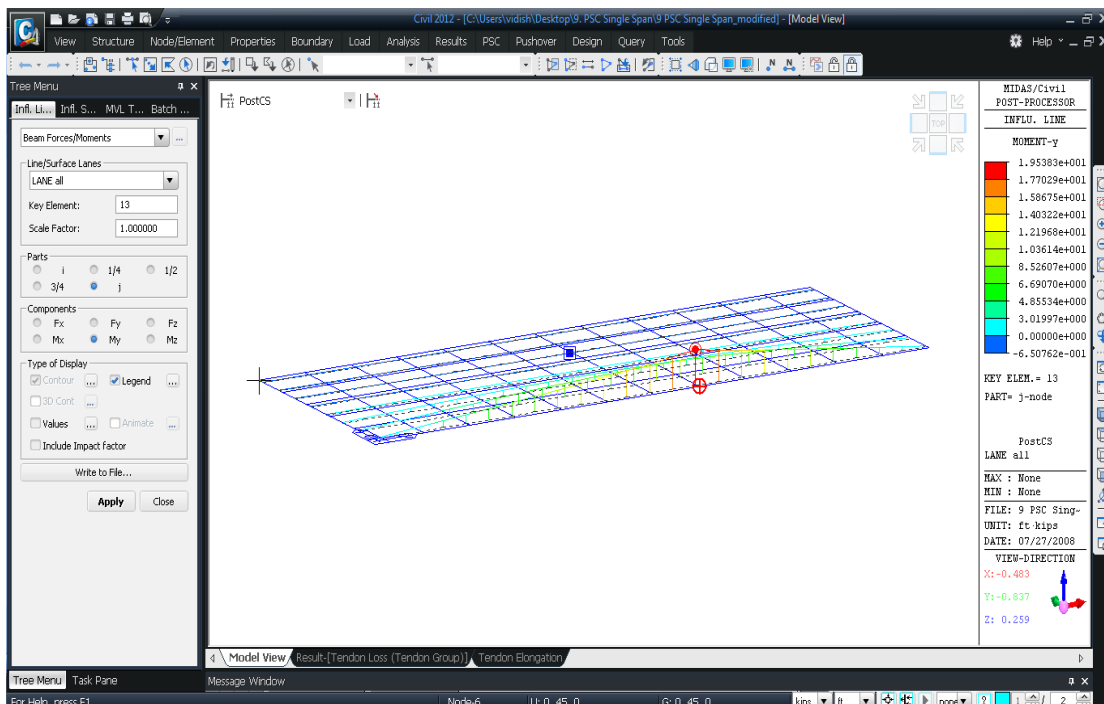 Civil 2012 - [C:\Users\vidish\Desktop\9. PSC Single Span\9 PSC Single Span_modified] - [Model View]
View Structure Node/Element Properties Boundary Load Analysis Results PSC Pushover Design Query Tools Help
Tree Menu
Infl. Li... Infl. S... MVL T... Batch ...
Beam Forces/Moments ...
Line/Surface Lanes
LANE all
Key Element: 13
Scale Factor: 1.000000
Parts
i 1/4 1/2
3/4 j
Components
Fx Fy Fz
Mx My Mz
Type of Display
Contour ... Legend ...
3D Cont ...
Values ... Animate ...
Include Impact factor
Write to File...
Apply Close
Tree Menu Task Pane
PostCS
TOP
MIDAS/Civil
POST-PROCESSOR
INFLU. LINE
MOMENT-y
1.95383e+001
1.77029e+001
1.58675e+001
1.40322e+001
1.21968e+001
1.03614e+001
8.52607e+000
6.69070e+000
4.85534e+000
3.01997e+000
0.00000e+000
-6.50762e-001
KEY ELEM.= 13
PART= j-node
PostCS
LANE all
MAX : None
MIN : None
FILE: 9 PSC Sing~
UNIT: ft·kips
DATE: 07/27/2008
VIEW-DIRECTION
X:-0.483
Y:-0.837
Z: 0.259
Model View Result-[Tendon Loss (Tendon Group)] Tendon Elongation
Message Window
For Help, press F1 Node-6 U: 0, 45, 0 G: 0, 45, 0 kips ft none ? 1 / 2